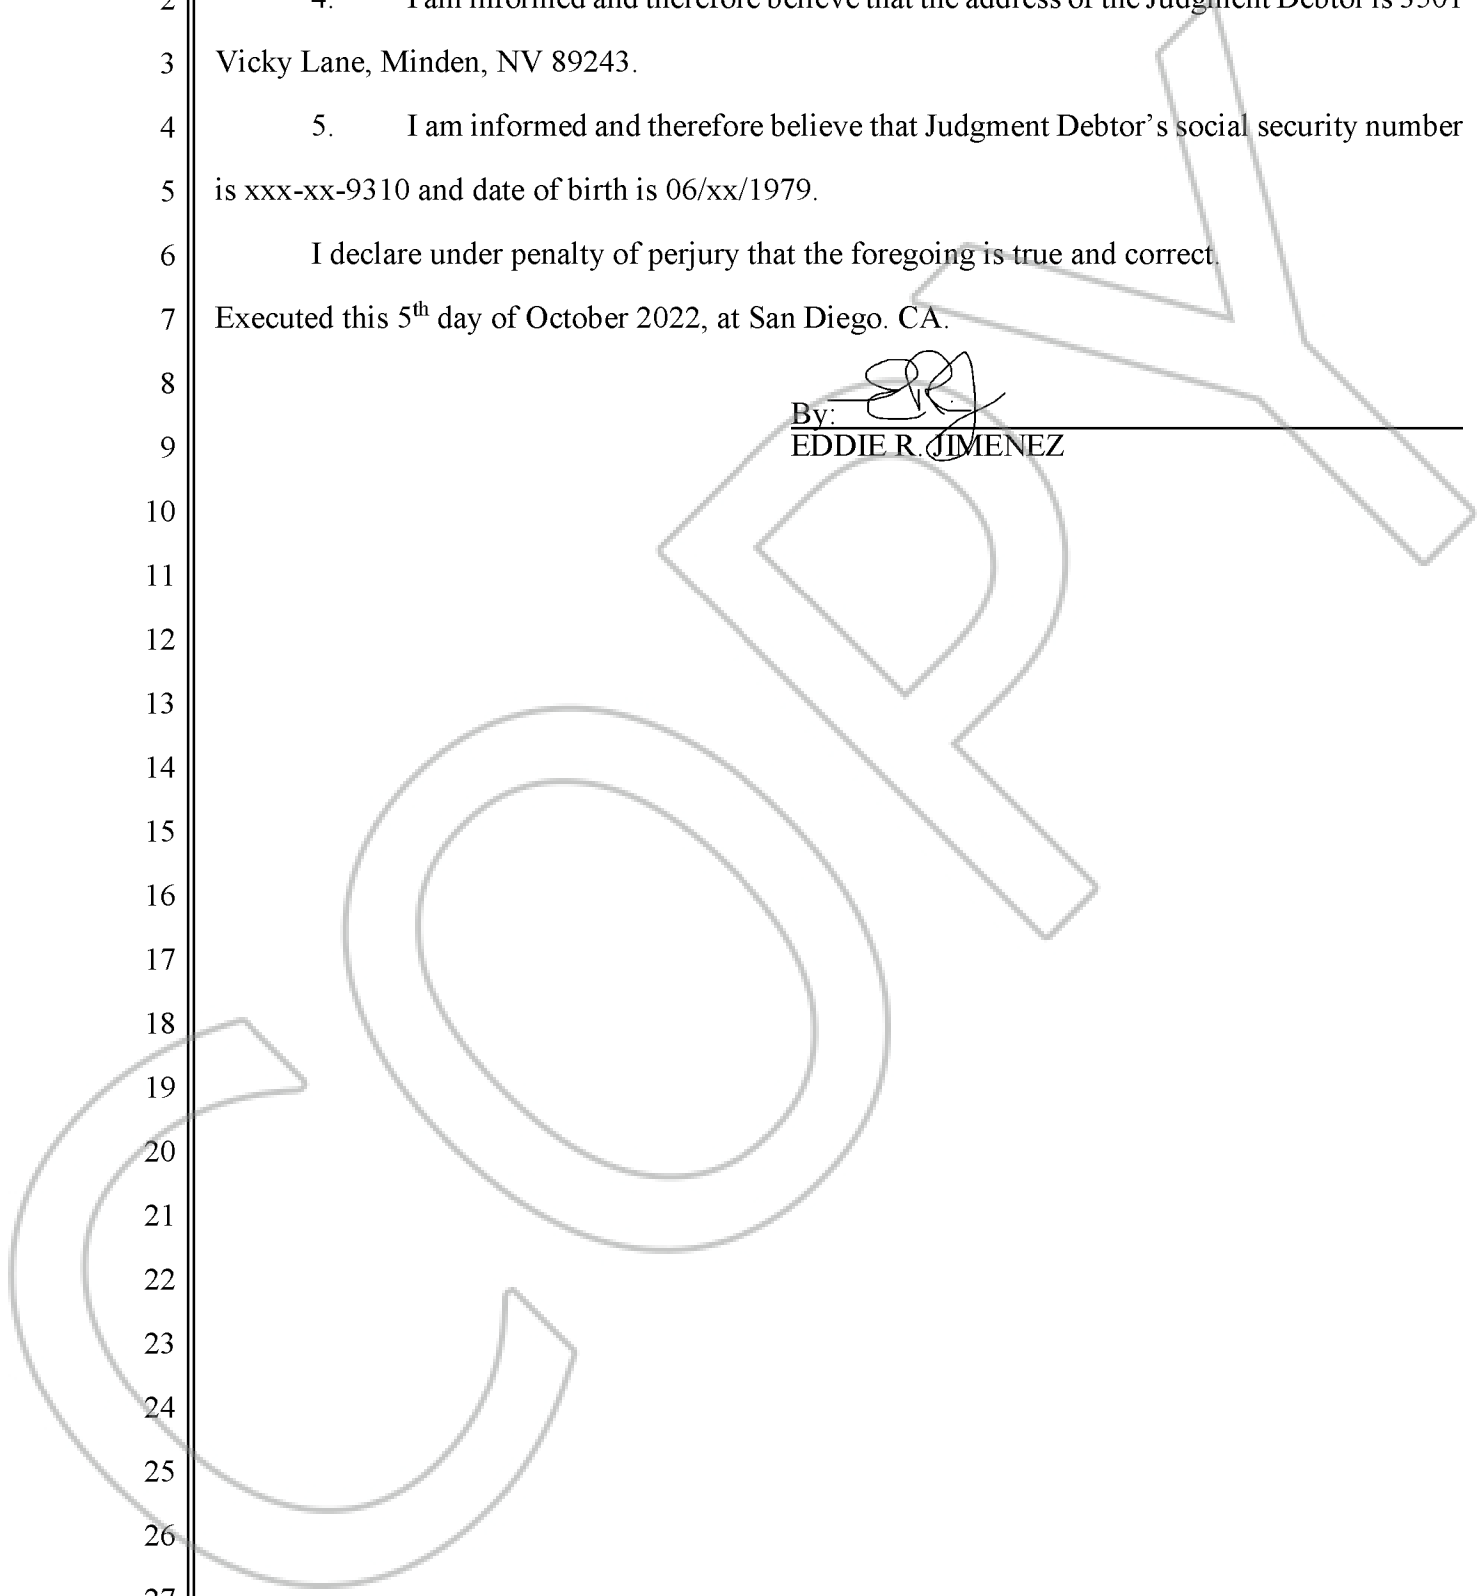 2 4. I am informed and therefore believe that the address of the Judgment Debtor is 3501
3 Vicky Lane, Minden, NV 89243.
4 5. I am informed and therefore believe that Judgment Debtor’s social security number
5 is xxx-xx-9310 and date of birth is 06/xx/1979.
6 I declare under penalty of perjury that the foregoing is true and correct.
7 Executed this 5th day of October 2022, at San Diego. CA.
8 By:
9 EDDIE R. JIMENEZ
10
11
12
13
14
15
16
17
18
19
20
21
22
23
24
25
26
27
COPY